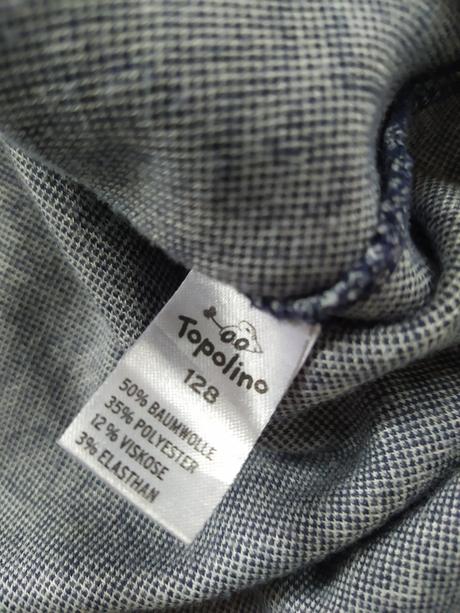 Topolino
128
50% BAUMWOLLE
35% POLYESTER
12% VISKOSE
3% ELASTHAN